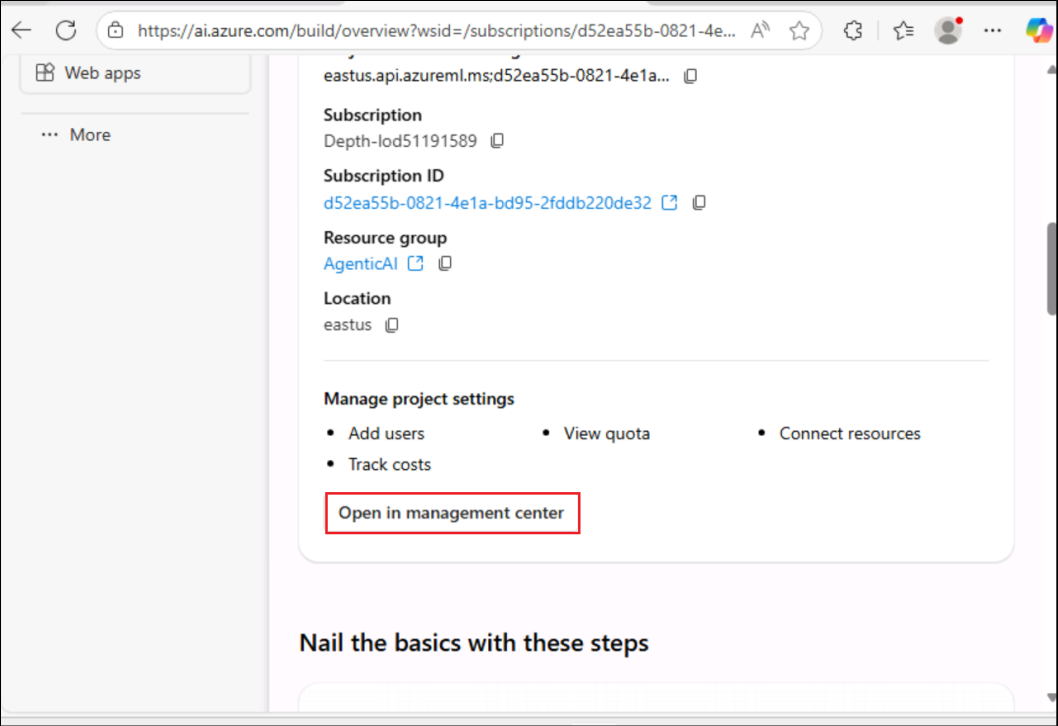 https://ai.azure.com/build/overview?wsid=/subscriptions/d52ea55b-0821-4e...
Web apps
... More
eastus.api.azureml.ms;d52ea55b-0821-4e1a...
Subscription
Depth-lod51191589
Subscription ID
d52ea55b-0821-4e1a-bd95-2fddb220de32
Resource group
AgenticAI
Location
eastus
Manage project settings
• Add users
• View quota
• Connect resources
• Track costs
Open in management center
Nail the basics with these steps